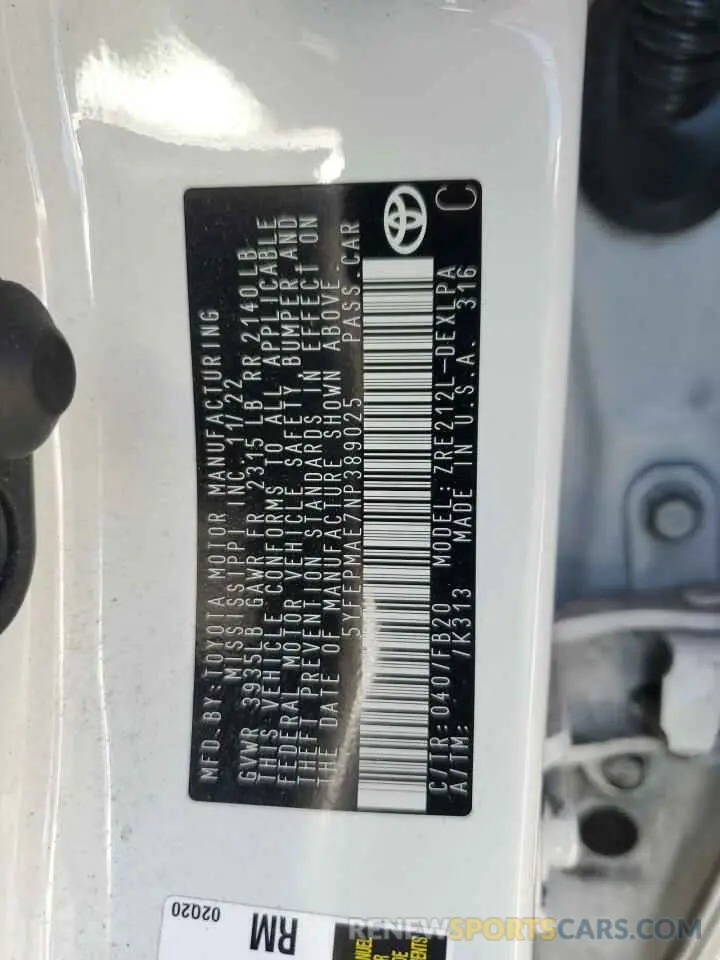 MFD.BY:TOYOTA MOTOR MANUFACTURING
MISSISSIPPI INC. 11/22
GVWR 3935LB GAWR FR 2315 LB RR 2140LB
THIS VEHICLE CONFORMS TO ALL APPLICABLE
FEDERAL MOTOR VEHICLE SAFETY BUMPER AND
THEFT PREVENTION STANDARDS IN EFFECT ON
THE DATE OF MANUFACTURE SHOWN ABOVE.
5YFEPMAE7NP389025 PASS.CAR
C/TR:040/FB20 MODEL:ZRE212L-DEXLPA
A/TM: /K313 MADE IN U.S.A. 316
C
02Q20
RM
RENEWSPORTSCARS.COM